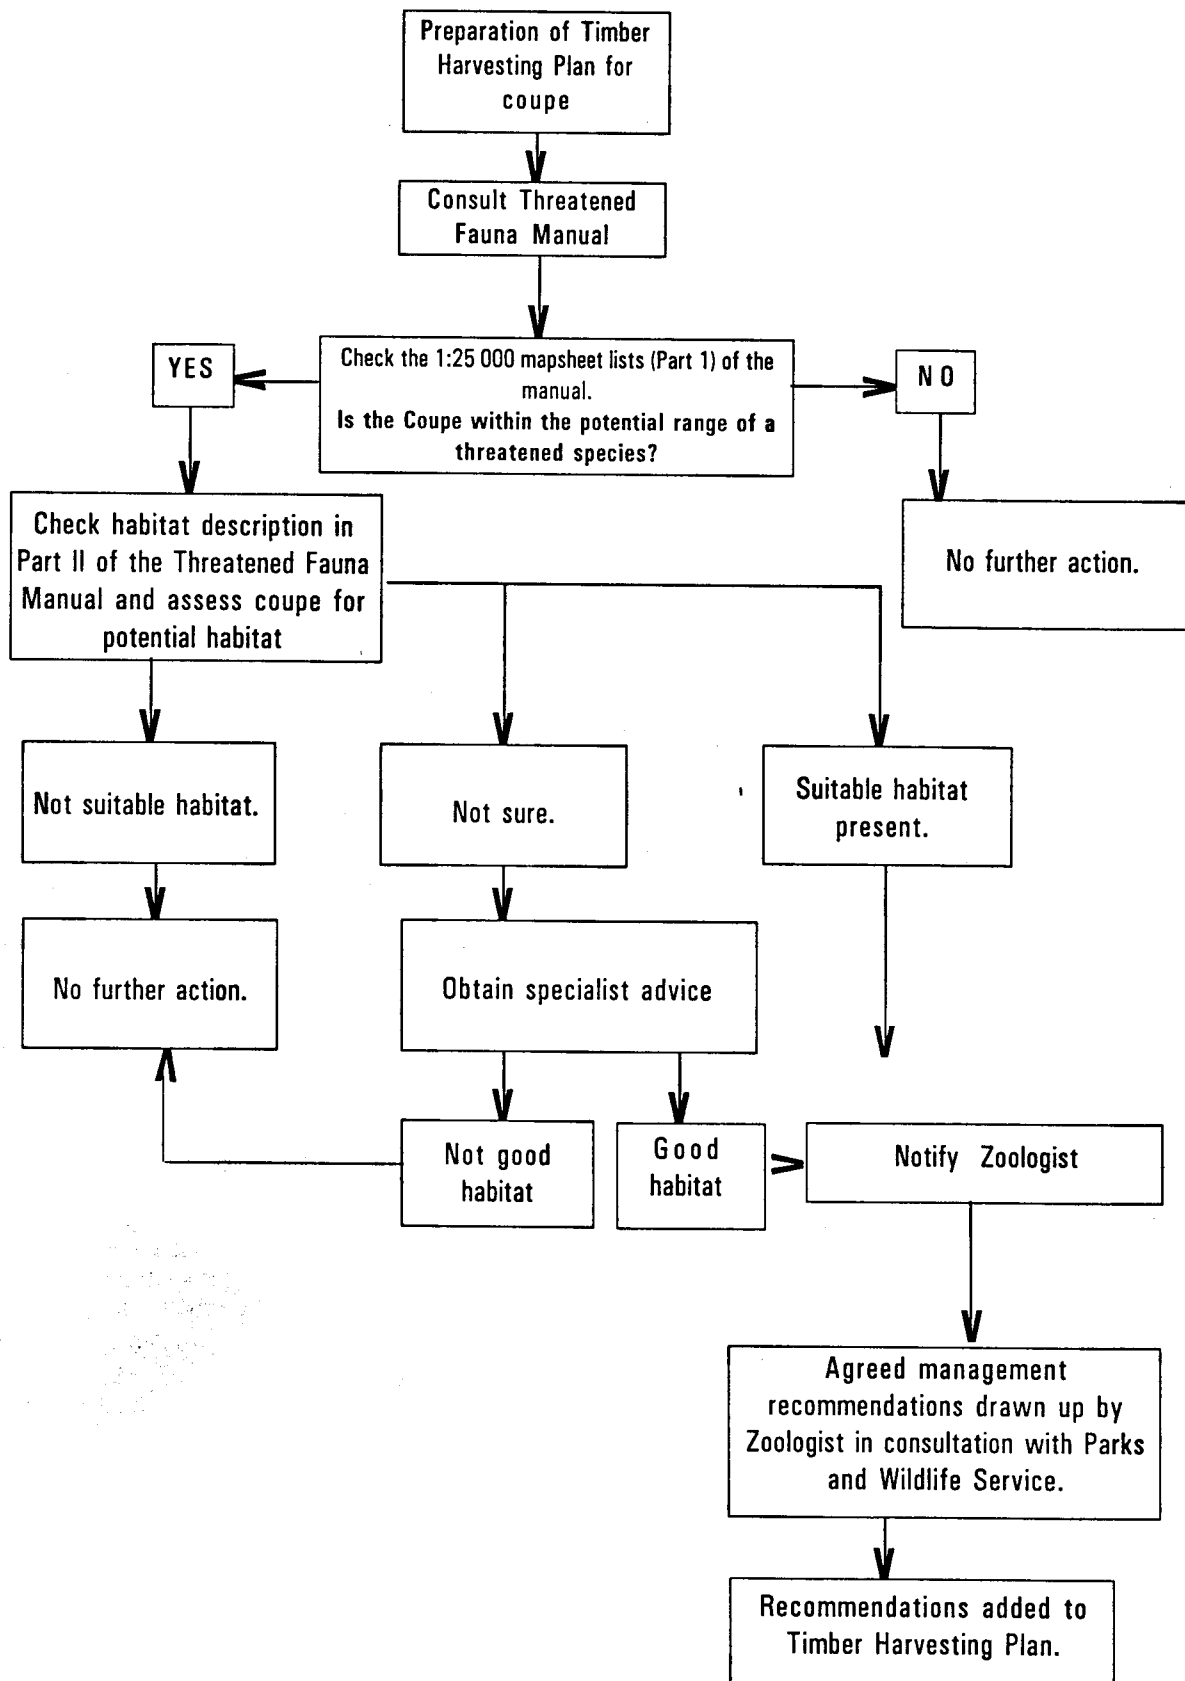 Preparation of Timber
Harvesting Plan for
coupe
Consult Threatened
Fauna Manual
YES
Check the 1:25 000 mapsheet lists (Part 1) of the
manual.
Is the Coupe within the potential range of a
threatened species?
NO
Check habitat description in
Part II of the Threatened Fauna
Manual and assess coupe for
potential habitat
No further action.
Not suitable habitat.
Not sure.
Suitable habitat
present.
No further action.
Obtain specialist advice
Not good
habitat
Good
habitat
Notify Zoologist
Agreed management
recommendations drawn up by
Zoologist in consultation with Parks
and Wildlife Service.
Recommendations added to
Timber Harvesting Plan.